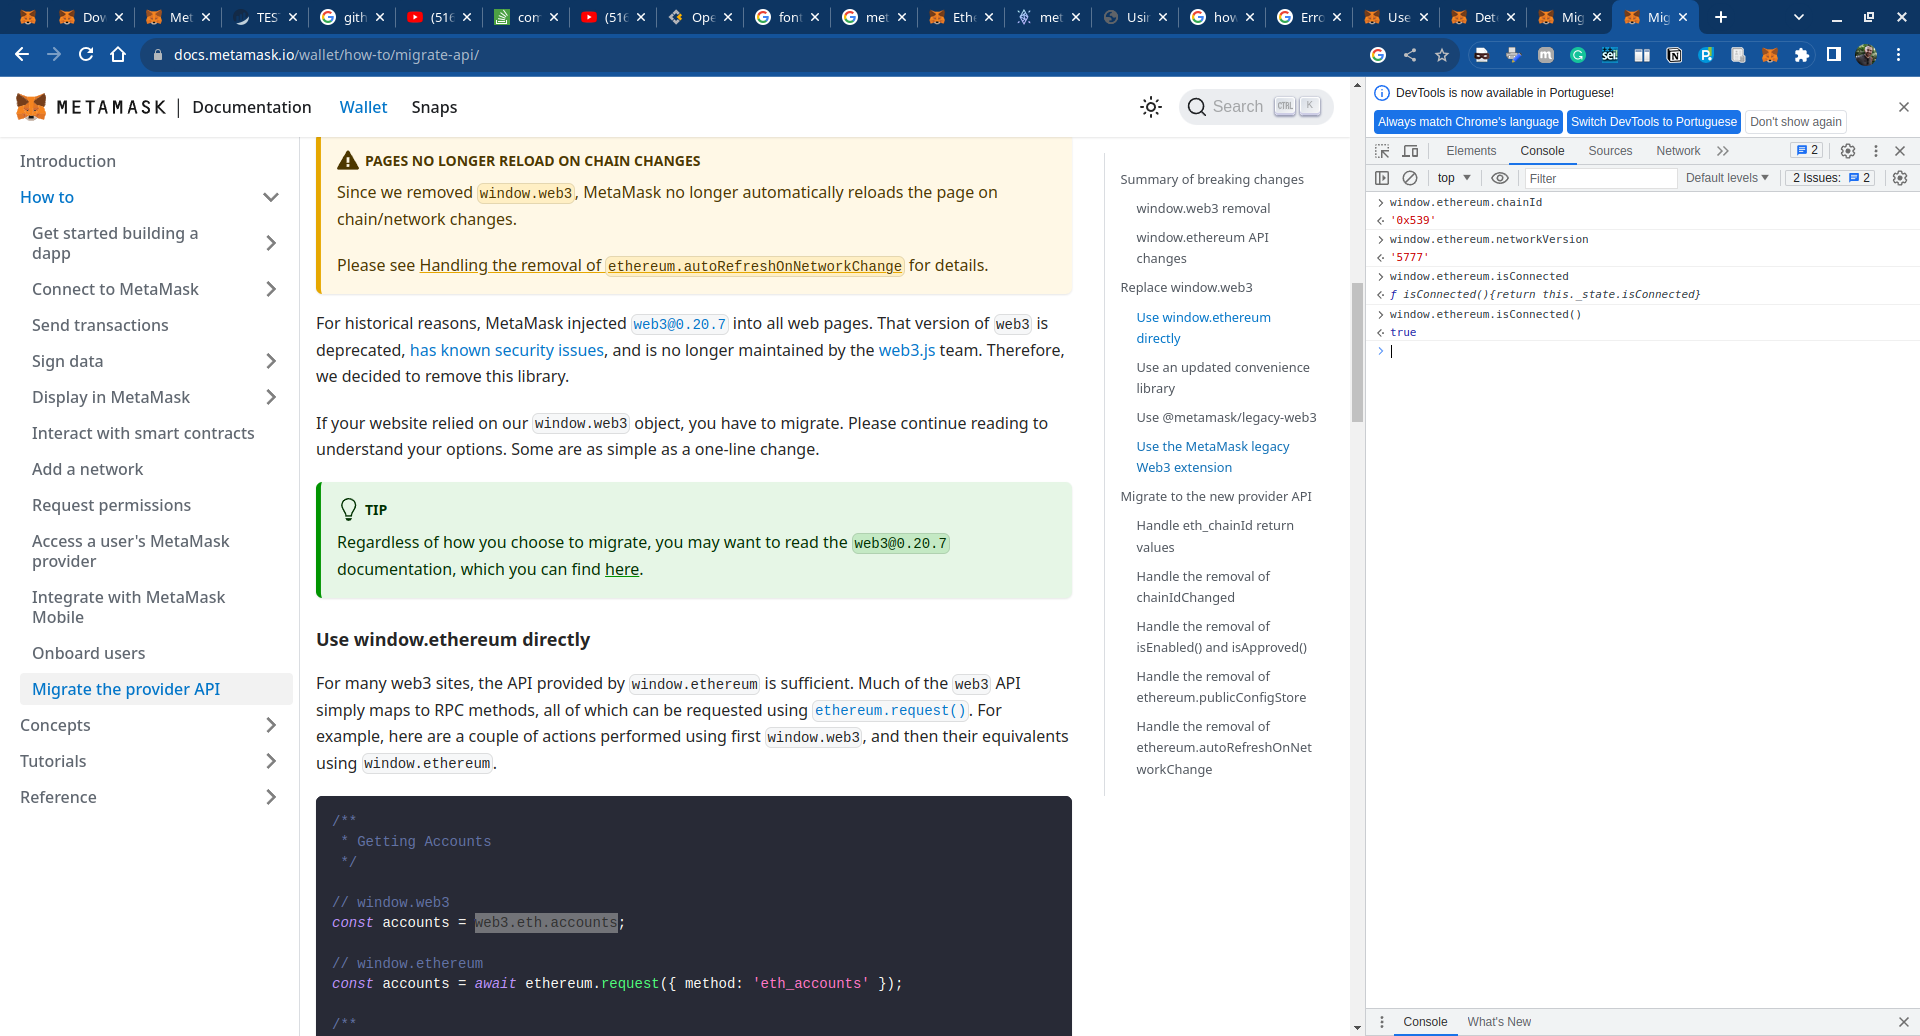 Dow
Met
TES
gith
(516
com
(516
Ope
font
met
Ethe
met
Usin
how
Erro
Use
Det
Mig
Mig
docs.metamask.io/wallet/how-to/migrate-api/
METAMASK | Documentation Wallet Snaps
Search CTRL K
Introduction
How to
Get started building a
dapp
Connect to MetaMask
Send transactions
Sign data
Display in MetaMask
Interact with smart contracts
Add a network
Request permissions
Access a user's MetaMask
provider
Integrate with MetaMask
Mobile
Onboard users
Migrate the provider API
Concepts
Tutorials
Reference
PAGES NO LONGER RELOAD ON CHAIN CHANGES
Since we removed window.web3, MetaMask no longer automatically reloads the page on
chain/network changes.
Please see Handling the removal of ethereum.autoRefreshOnNetworkChange for details.
For historical reasons, MetaMask injected web3@0.20.7 into all web pages. That version of web3 is
deprecated, has known security issues, and is no longer maintained by the web3.js team. Therefore,
we decided to remove this library.
If your website relied on our window.web3 object, you have to migrate. Please continue reading to
understand your options. Some are as simple as a one-line change.
TIP
Regardless of how you choose to migrate, you may want to read the web3@0.20.7
documentation, which you can find here.
Use window.ethereum directly
For many web3 sites, the API provided by window.ethereum is sufficient. Much of the web3 API
simply maps to RPC methods, all of which can be requested using ethereum.request(). For
example, here are a couple of actions performed using first window.web3, and then their equivalents
using window.ethereum.
/**
* Getting Accounts
*/
// window.web3
const accounts = web3.eth.accounts;
// window.ethereum
const accounts = await ethereum.request({ method: 'eth_accounts' });
/**
Summary of breaking changes
window.web3 removal
window.ethereum API
changes
Replace window.web3
Use window.ethereum
directly
Use an updated convenience
library
Use @metamask/legacy-web3
Use the MetaMask legacy
Web3 extension
Migrate to the new provider API
Handle eth_chainId return
values
Handle the removal of
chainIdChanged
Handle the removal of
isEnabled() and isApproved()
Handle the removal of
ethereum.publicConfigStore
Handle the removal of
ethereum.autoRefreshOnNet
workChange
DevTools is now available in Portuguese!
Always match Chrome's language Switch DevTools to Portuguese Don't show again
Elements Console Sources Network 2
top Filter Default levels 2 Issues: 2
window.ethereum.chainId
'0x539'
window.ethereum.networkVersion
'5777'
window.ethereum.isConnected
ƒ isConnected(){return this._state.isConnected}
window.ethereum.isConnected()
true
Console What's New